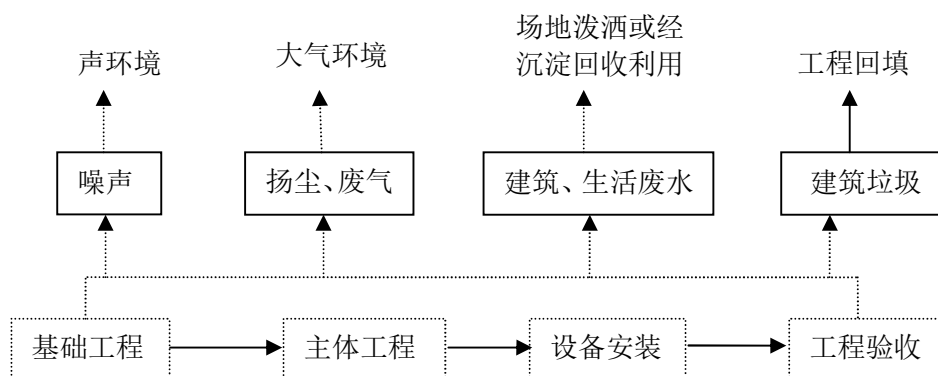 声环境
大气环境
场地泼洒或经
沉淀回收利用
工程回填
噪声
扬尘、废气
建筑、生活废水
建筑垃圾
基础工程
主体工程
设备安装
工程验收